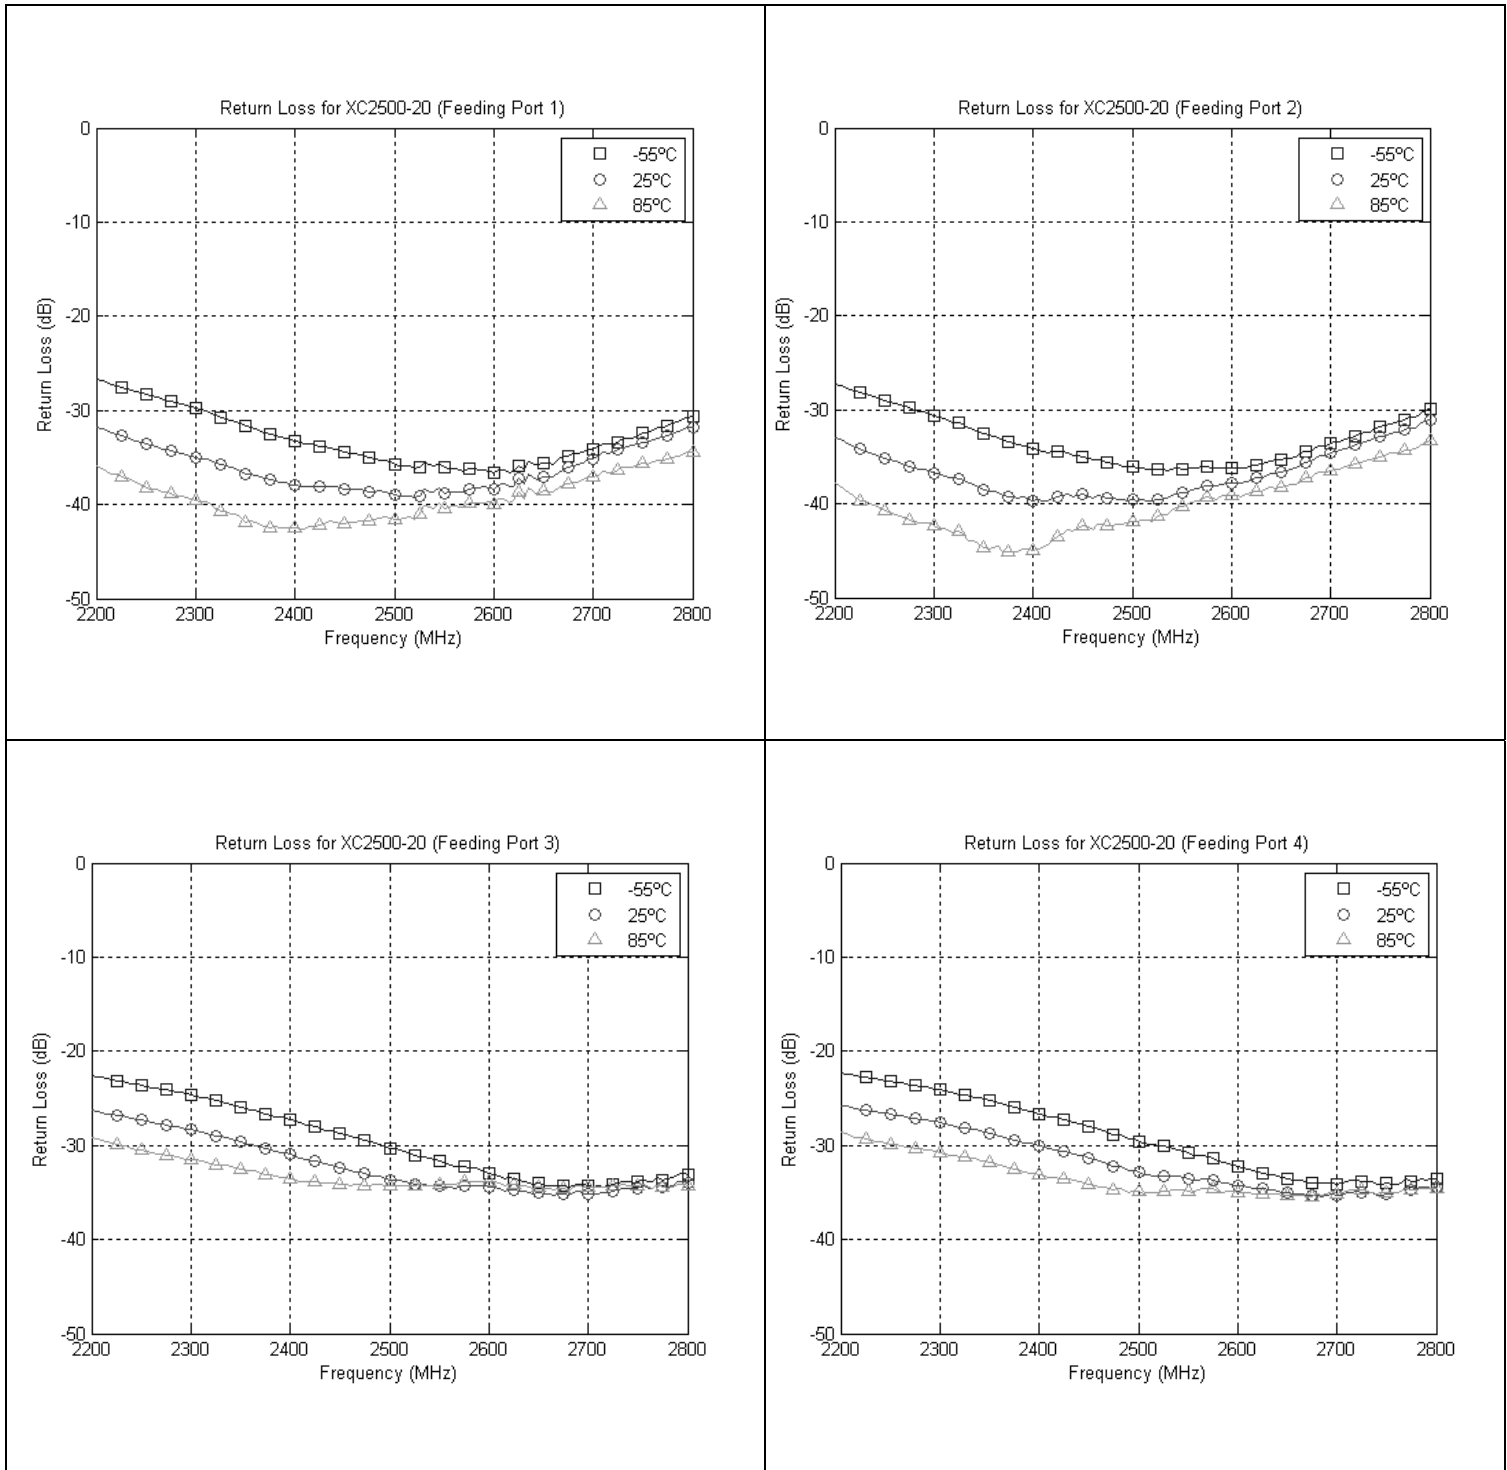 Return Loss for XC2500-20 (Feeding Port 1)
0
-10
-20
-30
-40
-50
Return Loss (dB)
-55ºC
25ºC
85ºC
2200 2300 2400 2500 2600 2700 2800
Frequency (MHz)
Return Loss for XC2500-20 (Feeding Port 2)
0
-10
-20
-30
-40
-50
Return Loss (dB)
-55ºC
25ºC
85ºC
2200 2300 2400 2500 2600 2700 2800
Frequency (MHz)
Return Loss for XC2500-20 (Feeding Port 3)
0
-10
-20
-30
-40
-50
Return Loss (dB)
-55ºC
25ºC
85ºC
2200 2300 2400 2500 2600 2700 2800
Frequency (MHz)
Return Loss for XC2500-20 (Feeding Port 4)
0
-10
-20
-30
-40
-50
Return Loss (dB)
-55ºC
25ºC
85ºC
2200 2300 2400 2500 2600 2700 2800
Frequency (MHz)